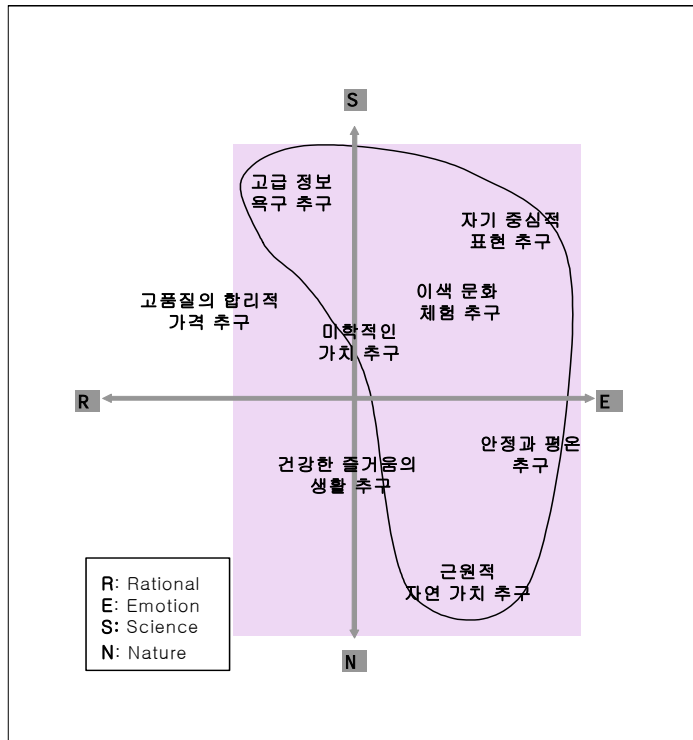 S
고급 정보
욕구 추구
자기 중심적
표현 추구
이색 문화
체험 추구
고품질의 합리적
가격 추구
미학적인
가치 추구
R
E
안정과 평온
추구
건강한 즐거움의
생활 추구
근원적
자연 가치 추구
R: Rational
E: Emotion
S: Science
N: Nature
N